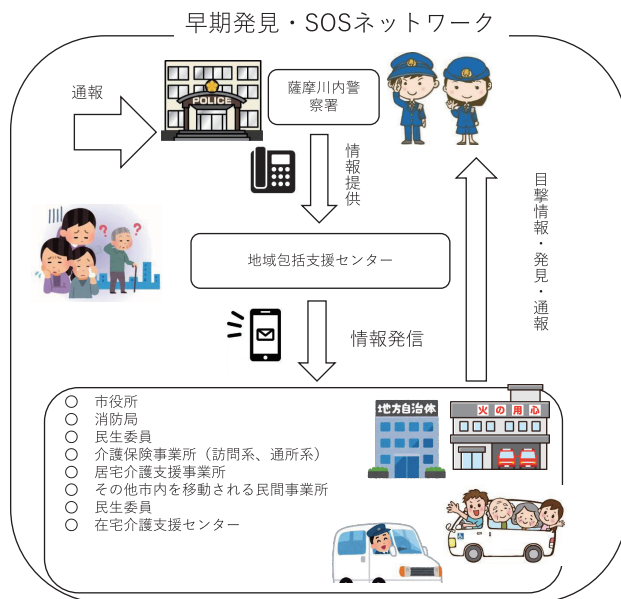 早期発見・SOSネットワーク
通報
POLICE
薩摩川内警
察署
情報提供
目撃情報・発見・通報
地域包括支援センター
情報発信
○ 市役所
○ 消防局
○ 民生委員
○ 介護保険事業所（訪問系、通所系）
○ 居宅介護支援事業所
○ その他市内を移動される民間事業所
○ 民生委員
○ 在宅介護支援センター
地方自治体
火の用心